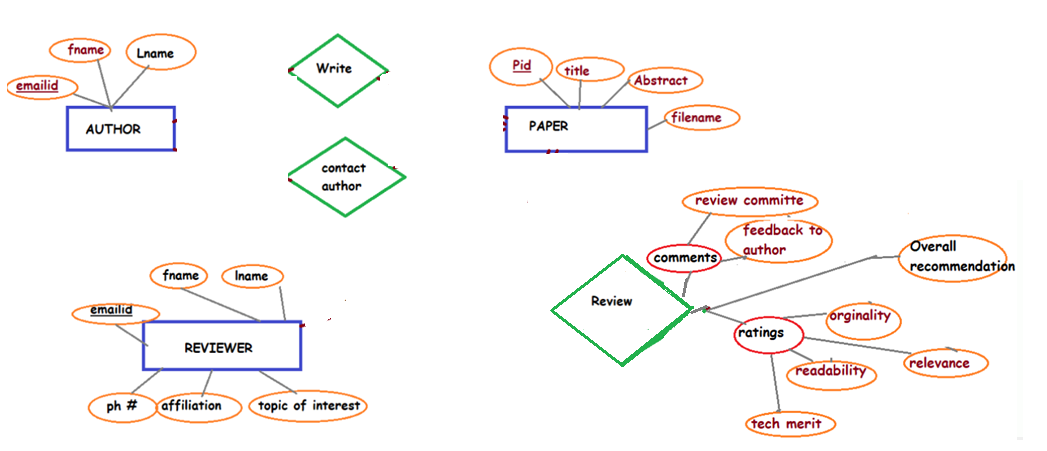 fname
Lname
emailid
AUTHOR
Write
contact
author
Pid
title
Abstract
filename
PAPER
review committe
feedback to
author
comments
Overall
recommendation
Review
ratings
orginality
relevance
readability
tech merit
fname
lname
emailid
REVIEWER
ph #
affiliation
topic of interest